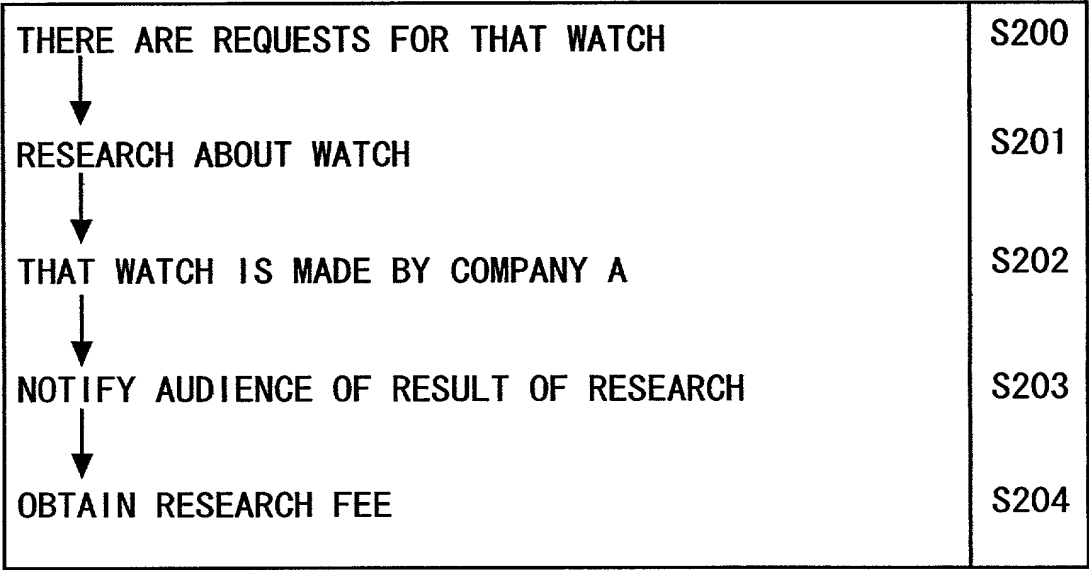 THERE ARE REQUESTS FOR THAT WATCH S200
RESEARCH ABOUT WATCH S201
THAT WATCH IS MADE BY COMPANY A S202
NOTIFY AUDIENCE OF RESULT OF RESEARCH S203
OBTAIN RESEARCH FEE S204